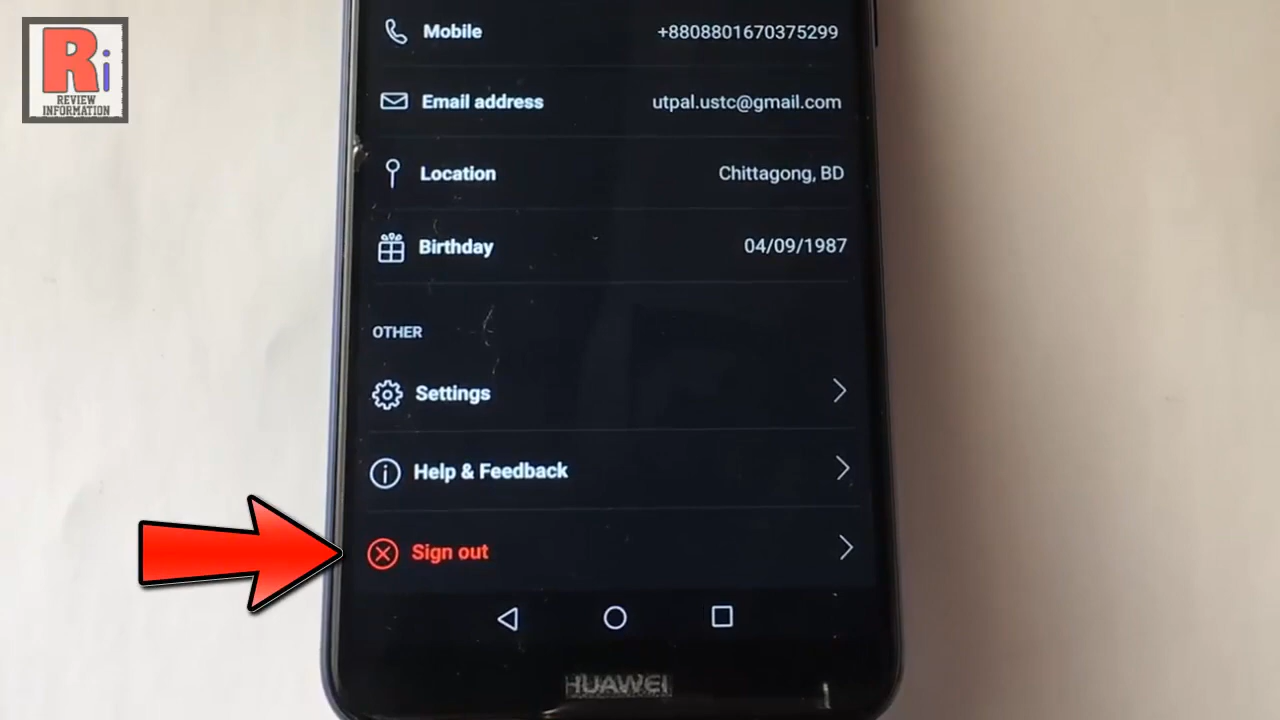 Ri
REVIEW
INFORMATION
Mobile +8808801670375299
Email address utpal.ustc@gmail.com
Location Chittagong, BD
Birthday 04/09/1987
OTHER
Settings
Help & Feedback
Sign out
HUAWEI